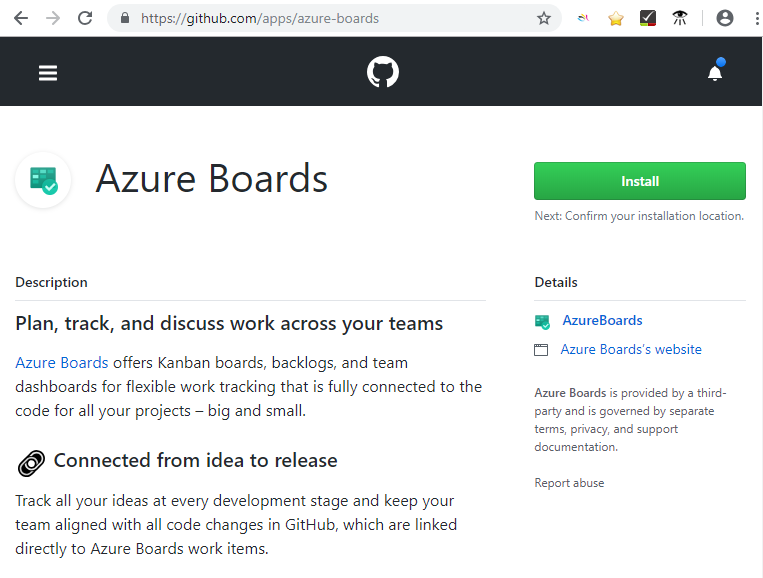 https://github.com/apps/azure-boards
Azure Boards
Install
Next: Confirm your installation location.
Description
Plan, track, and discuss work across your teams
Azure Boards offers Kanban boards, backlogs, and team
dashboards for flexible work tracking that is fully connected to the
code for all your projects – big and small.
Connected from idea to release
Track all your ideas at every development stage and keep your
team aligned with all code changes in GitHub, which are linked
directly to Azure Boards work items.
Details
AzureBoards
Azure Boards's website
Azure Boards is provided by a third-
party and is governed by separate
terms, privacy, and support
documentation.
Report abuse